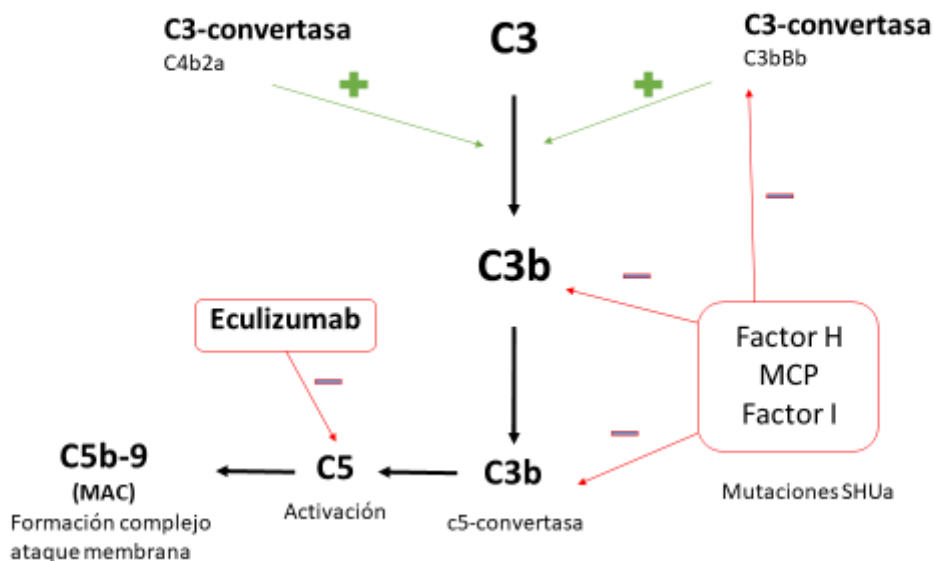 C3-convertasa
C4b2a
C3
C3-convertasa
C3bBb
C3b
Eculizumab
Factor H
MCP
Factor I
C5b-9
(MAC)
Formación complejo
ataque membrana
C5
Activación
C3b
c5-convertasa
Mutaciones SHUa